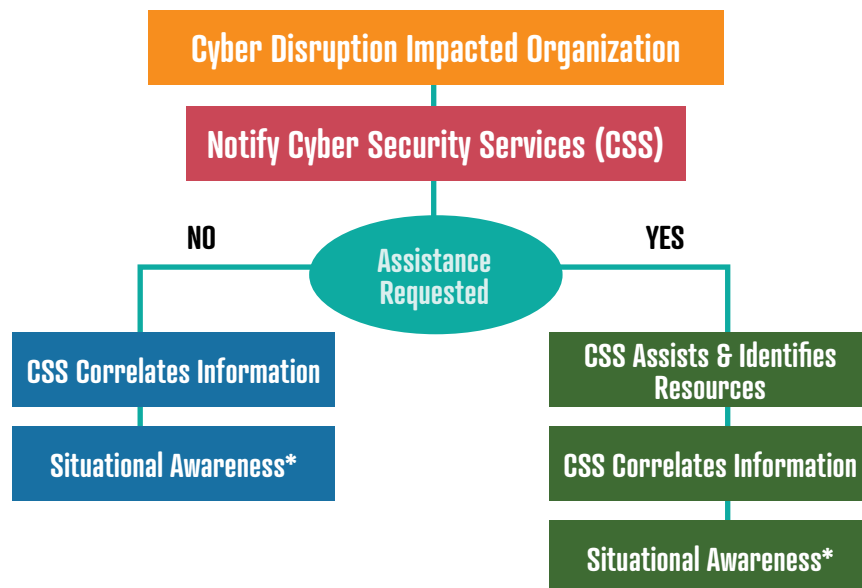 Cyber Disruption Impacted Organization
Notify Cyber Security Services (CSS)
NO
YES
Assistance
Requested
CSS Correlates Information
Situational Awareness*
CSS Assists & Identifies
Resources
CSS Correlates Information
Situational Awareness*